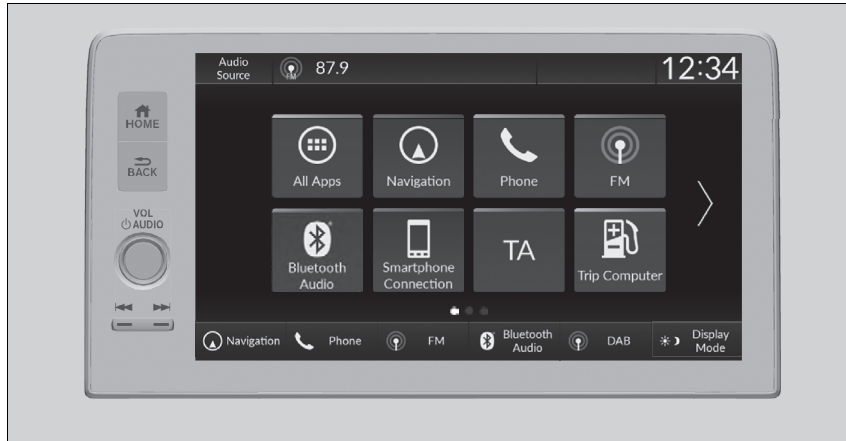 Audio
Source
FM
87.9
12:34
HOME
BACK
VOL
AUDIO
All Apps
Navigation
Phone
FM
Bluetooth
Audio
Smartphone
Connection
TA
Trip Computer
Navigation
Phone
FM
Bluetooth
Audio
DAB
Display
Mode